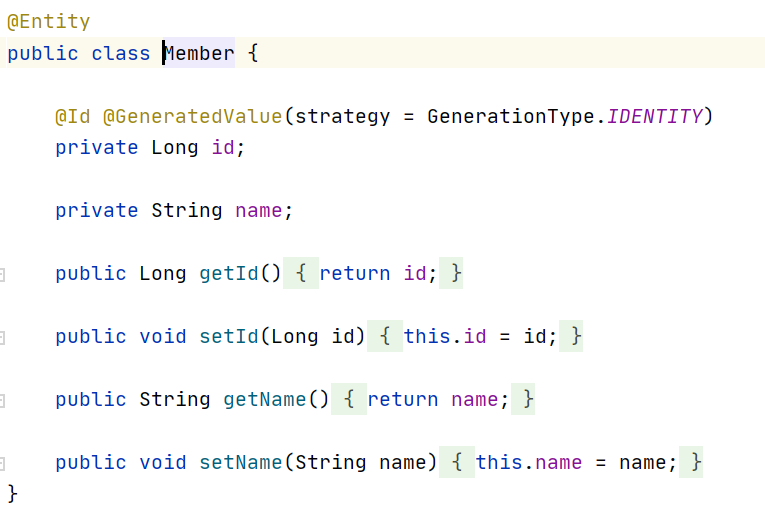 @Entity
public class Member {
@Id @GeneratedValue(strategy = GenerationType.IDENTITY)
private Long id;
private String name;
public Long getId() { return id; }
public void setId(Long id) { this.id = id; }
public String getName() { return name; }
public void setName(String name) { this.name = name; }
}